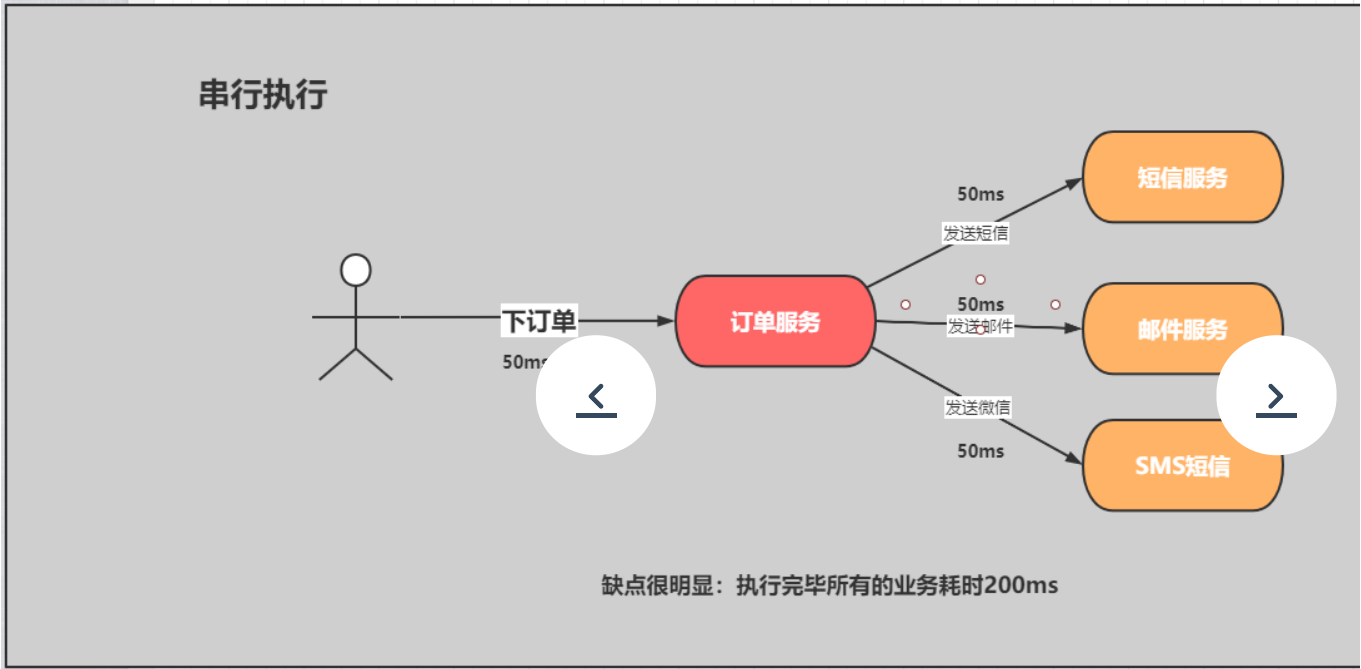 串行执行
短信服务
50ms
发送短信
50ms
下订单
订单服务
发送邮件
邮件服务
50ms
发送微信
50ms
SMS短信
缺点很明显：执行完毕所有的业务耗时200ms